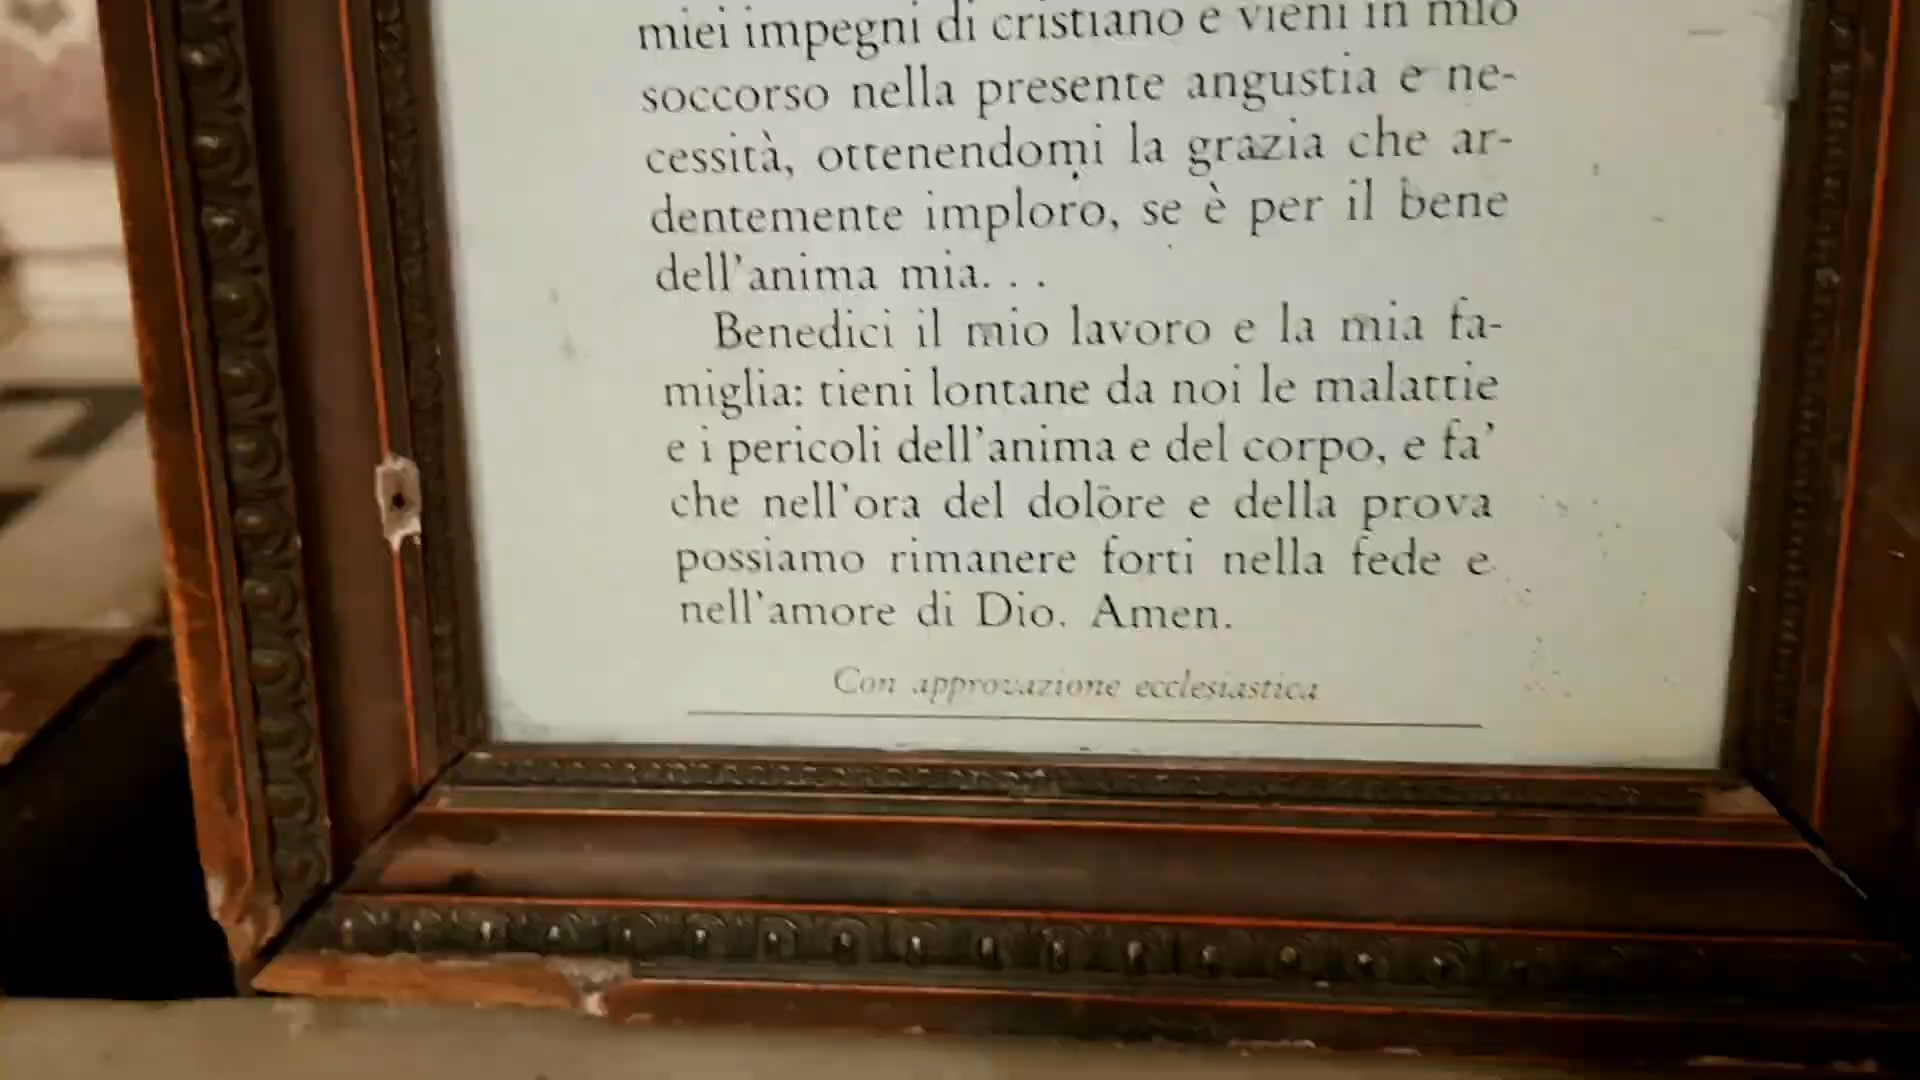 miei impegni di cristiano e vieni in mio
soccorso nella presente angustia e ne-
cessità, ottenendomi la grazia che ar-
dentemente imploro, se è per il bene
dell'anima mia. . .
Benedici il mio lavoro e la mia fa-
miglia: tieni lontane da noi le malattie
e i pericoli dell'anima e del corpo, e fa'
che nell'ora del dolore e della prova
possiamo rimanere forti nella fede e
nell'amore di Dio. Amen.
Con approvazione ecclesiastica